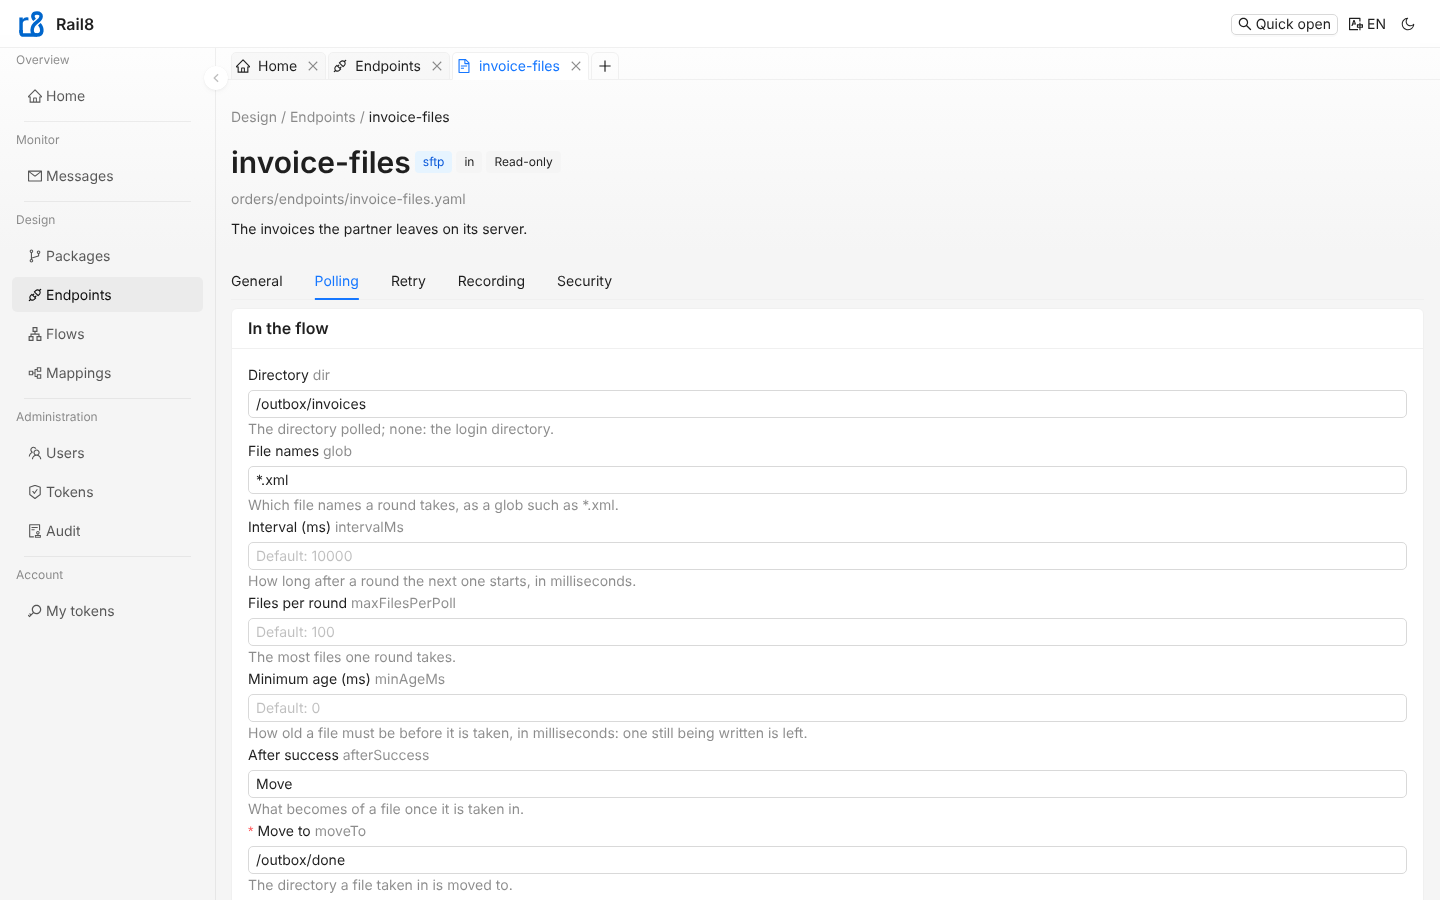 Rail8
Quick open
EN
Overview
Home
Monitor
Messages
Design
Packages
Endpoints
Flows
Mappings
Administration
Users
Tokens
Audit
Account
My tokens
Home
Endpoints
invoice-files
Design / Endpoints / invoice-files
invoice-files sftp in Read-only
orders/endpoints/invoice-files.yaml
The invoices the partner leaves on its server.
General Polling Retry Recording Security
In the flow
Directory dir
/outbox/invoices
The directory polled; none: the login directory.
File names glob
*.xml
Which file names a round takes, as a glob such as *.xml.
Interval (ms) intervalMs
Default: 10000
How long after a round the next one starts, in milliseconds.
Files per round maxFilesPerPoll
Default: 100
The most files one round takes.
Minimum age (ms) minAgeMs
Default: 0
How old a file must be before it is taken, in milliseconds: one still being written is left.
After success afterSuccess
Move
What becomes of a file once it is taken in.
* Move to moveTo
/outbox/done
The directory a file taken in is moved to.